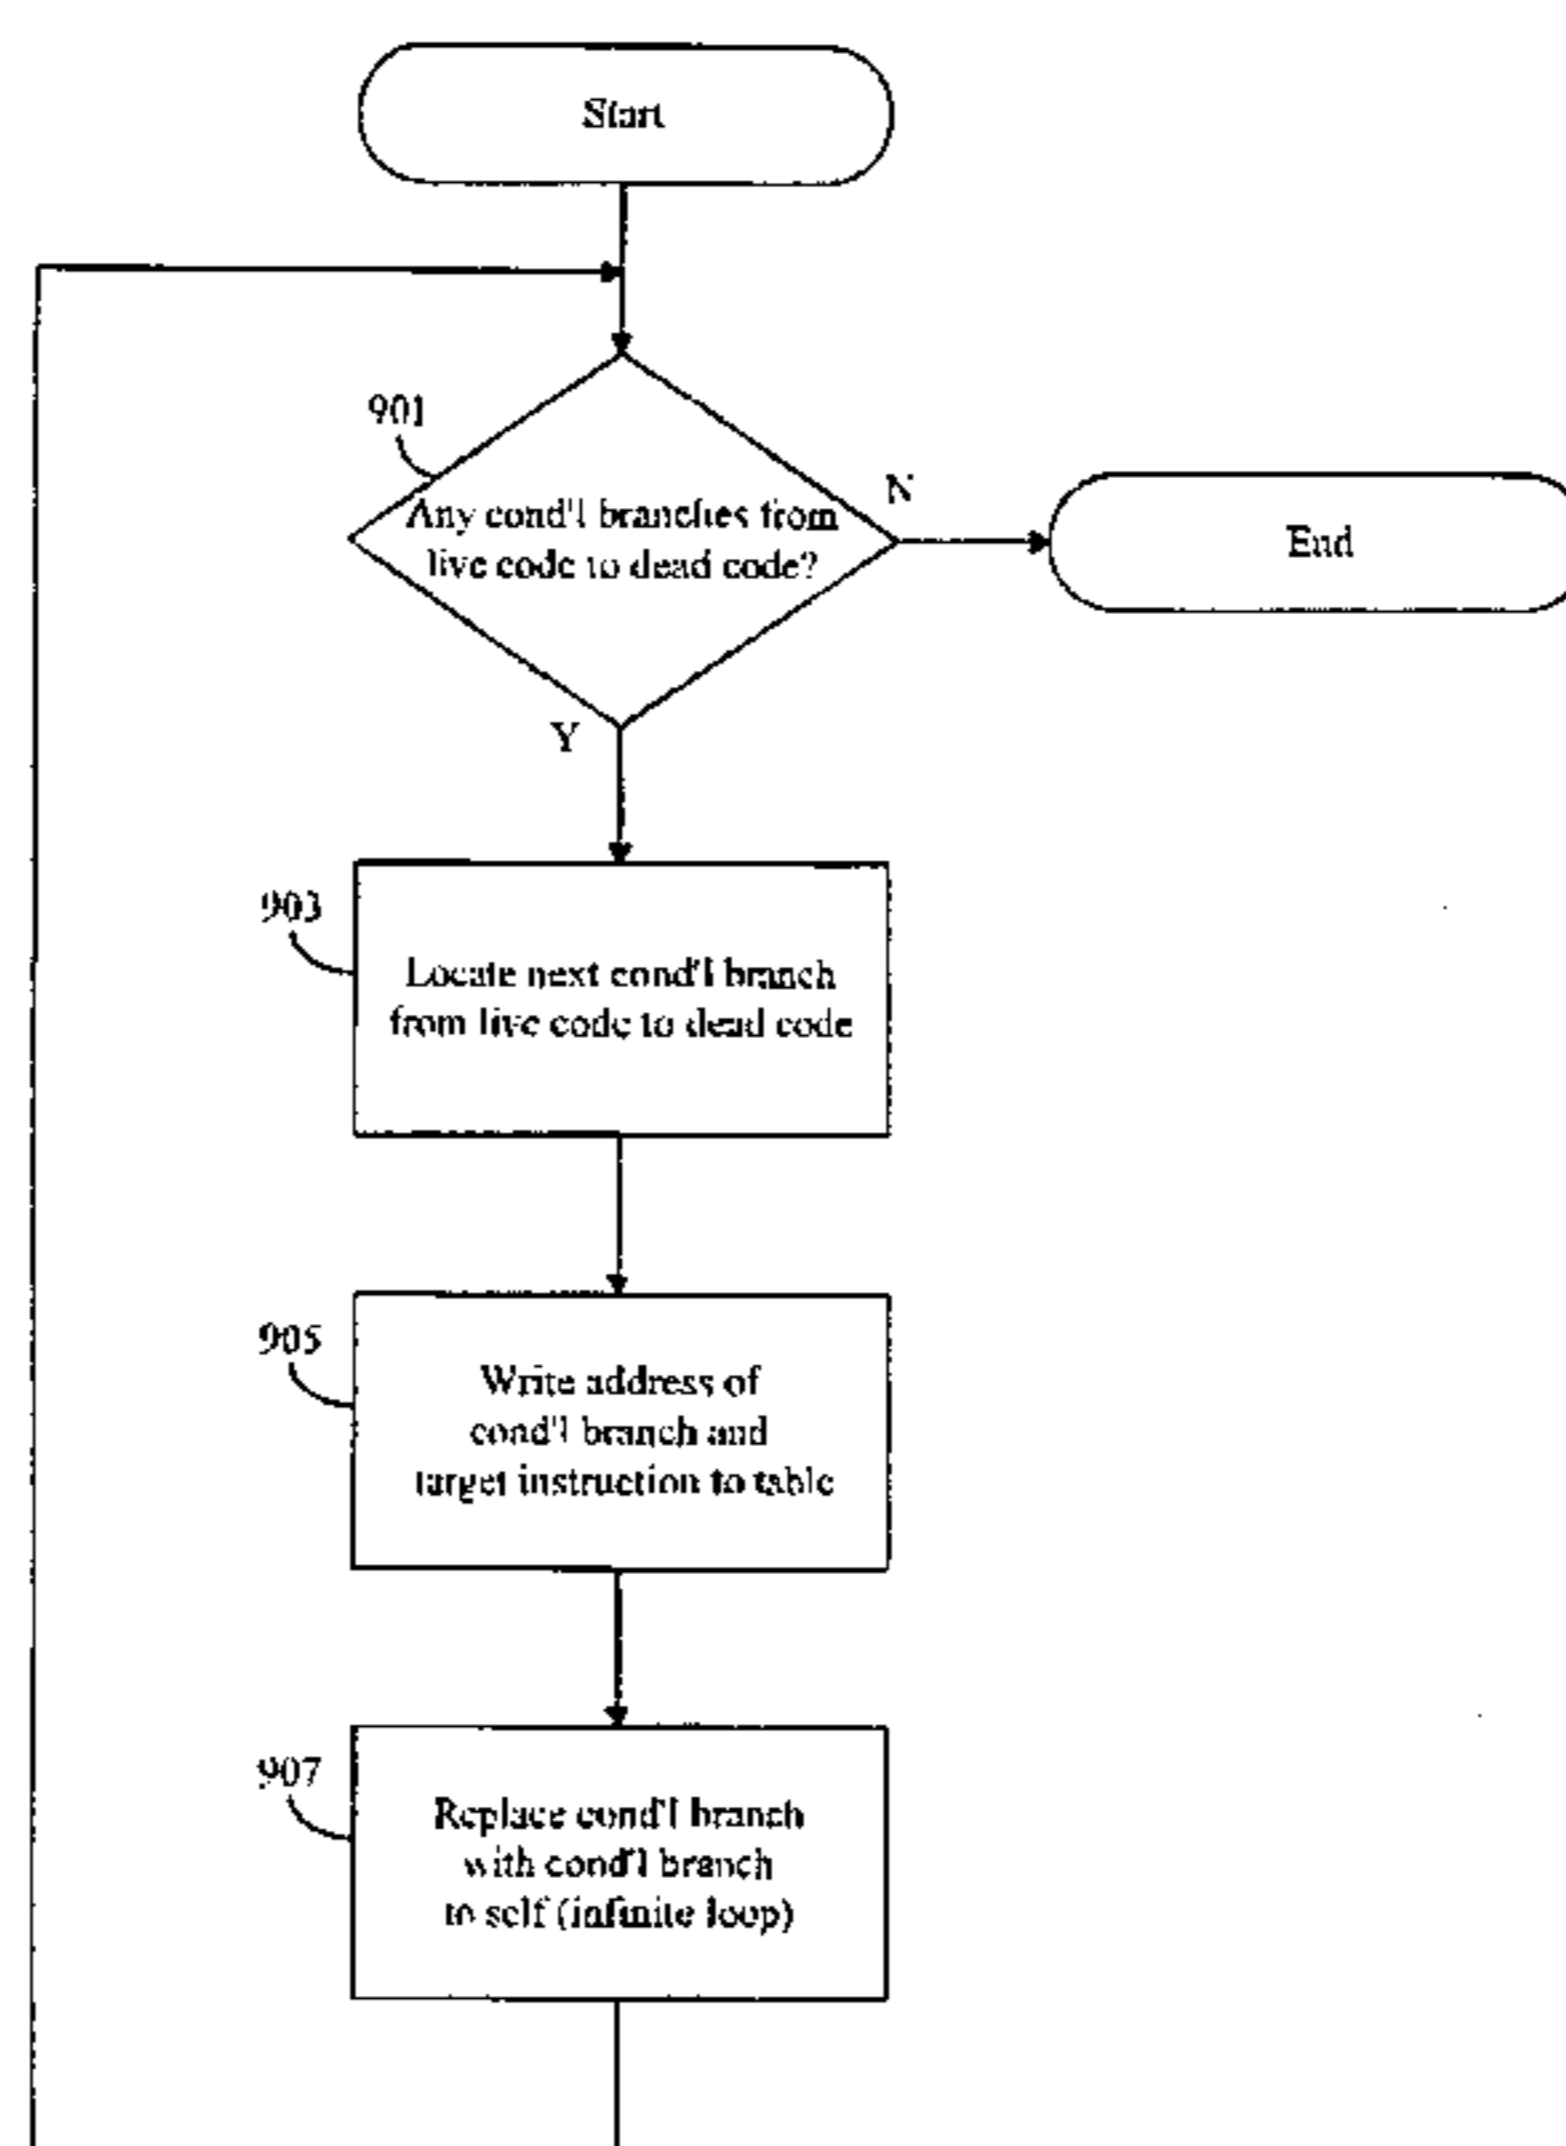 Start
901
Any cond'l branches from
live code to dead code?
N
End
Y
903
Locate next cond'l branch
from live code to dead code
905
Write address of
cond'l branch and
target instruction to table
907
Replace cond'l branch
with cond'l branch
to self (infinite loop)